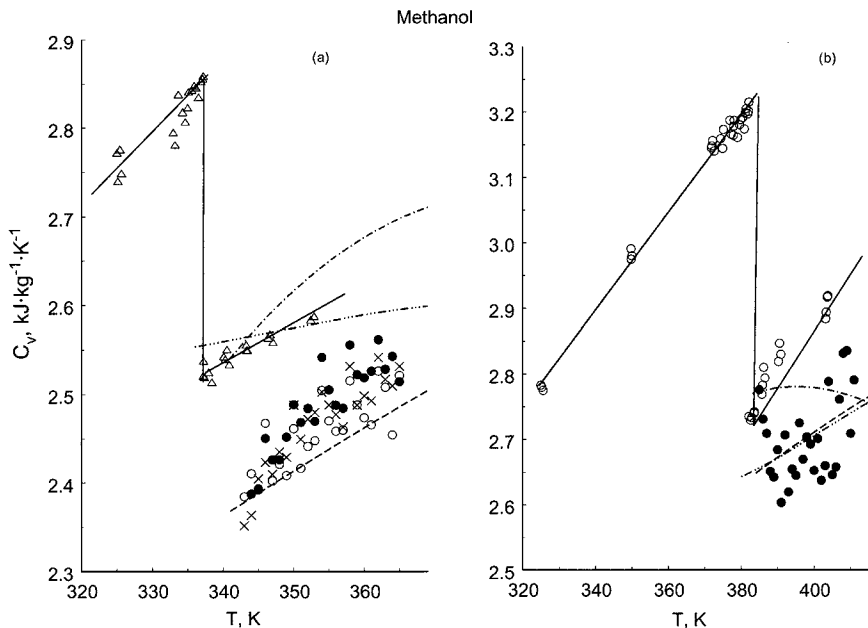 Methanol
(a)
(b)
C_v, kJ·kg⁻¹·K⁻¹
2.9
2.8
2.7
2.6
2.5
2.4
2.3
320 330 340 350 360
T, K
3.3
3.2
3.1
3.0
2.9
2.8
2.7
2.6
2.5
320 340 360 380 400
T, K